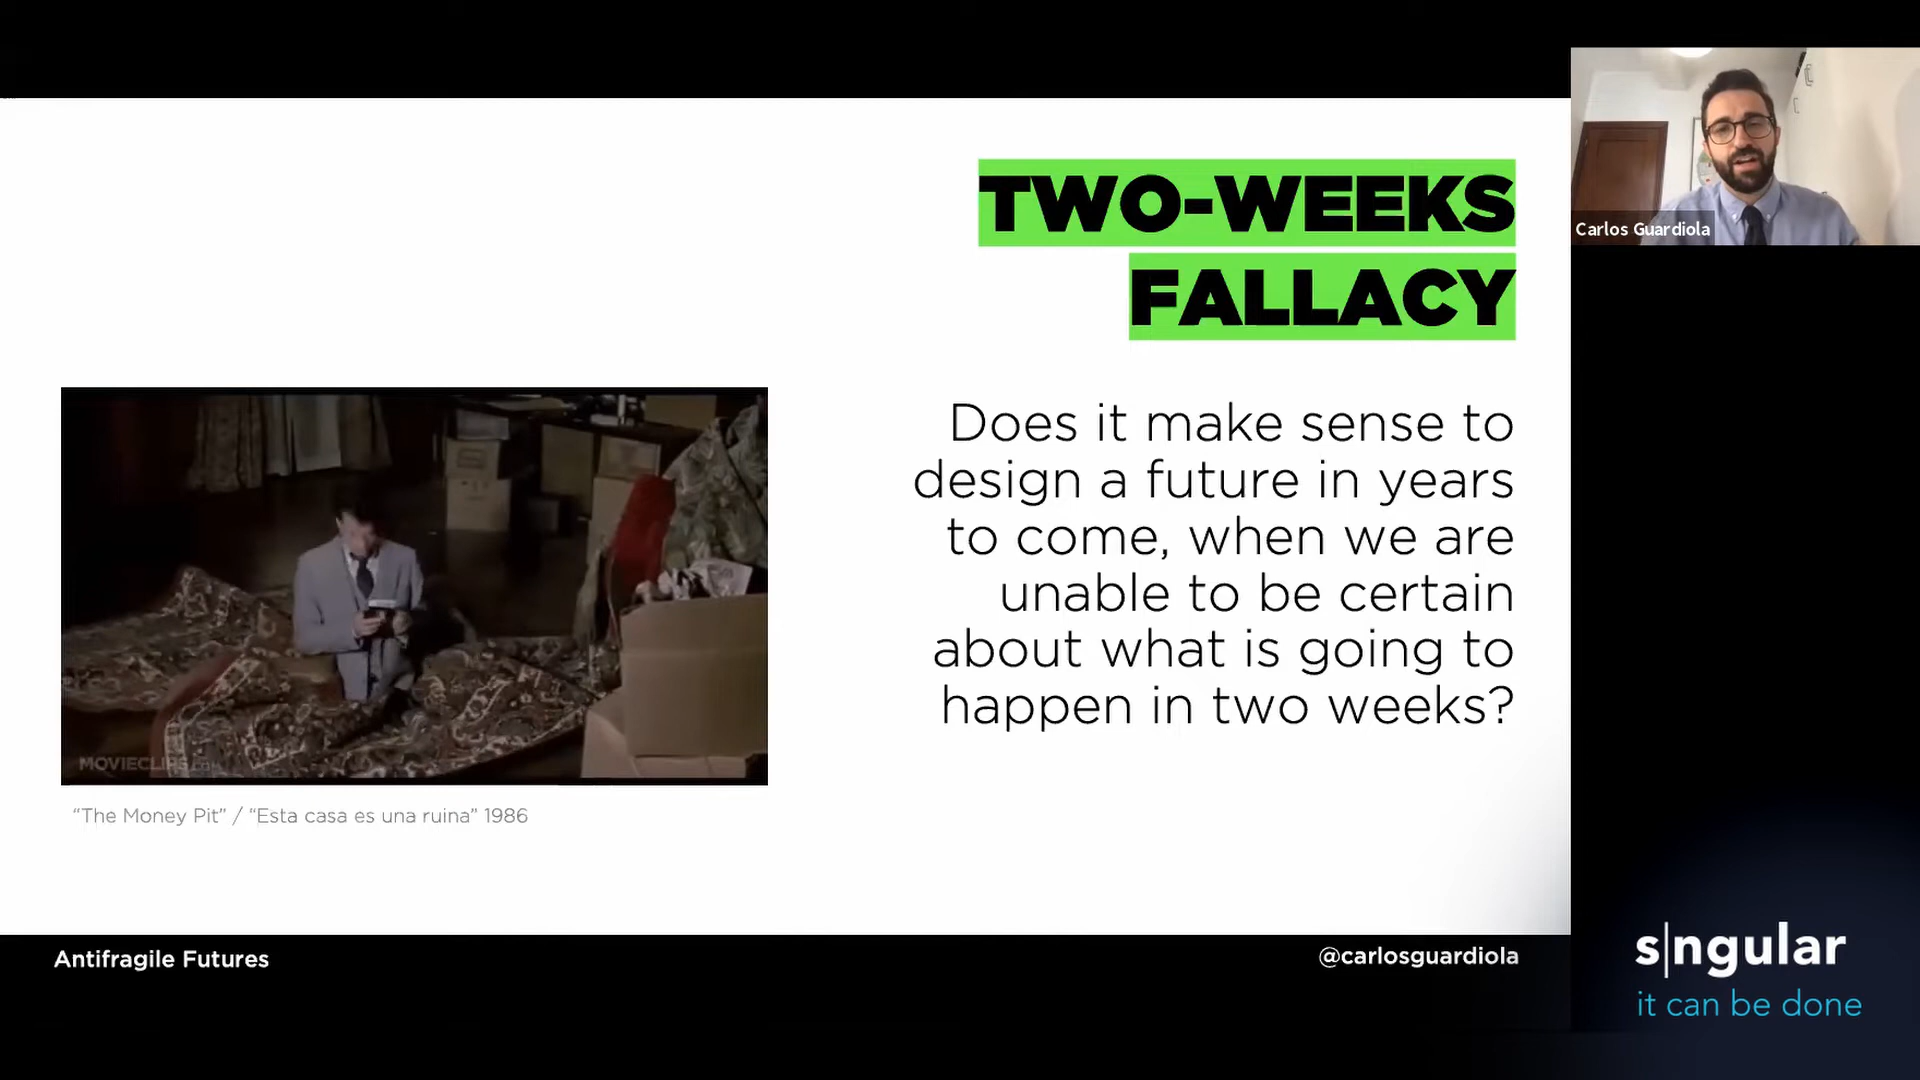 TWO-WEEKS
FALLACY
Does it make sense to
design a future in years
to come, when we are
unable to be certain
about what is going to
happen in two weeks?
MOVIECLIPS.com
“The Money Pit” / “Esta casa es una ruina” 1986
Antifragile Futures
@carlosguardiola
Carlos Guardiola
s|ngular
it can be done